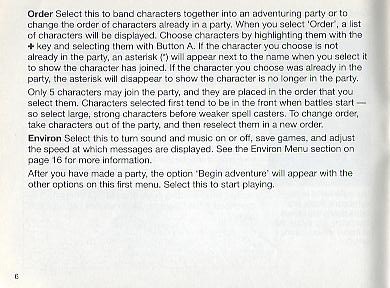 Order Select this to band characters together into an adventuring party or to
change the order of characters already in a party. When you select 'Order', a list
of characters will be displayed. Choose characters by highlighting them with the
✚ key and selecting them with Button A. If the character you choose is not
already in the party, an asterisk (*) will appear next to the name when you select it
to show the character has joined. If the character you choose was already in the
party, the asterisk will disappear to show the character is no longer in the party.
Only 5 characters may join the party, and they are placed in the order that you
select them. Characters selected first tend to be in the front when battles start —
so select large, strong characters before weaker spell casters. To change order,
take characters out of the party, and then reselect them in a new order.
Environ Select this to turn sound and music on or off, save games, and adjust
the speed at which messages are displayed. See the Environ Menu section on
page 16 for more information.
After you have made a party, the option 'Begin adventure' will appear with the
other options on this first menu. Select this to start playing.
6